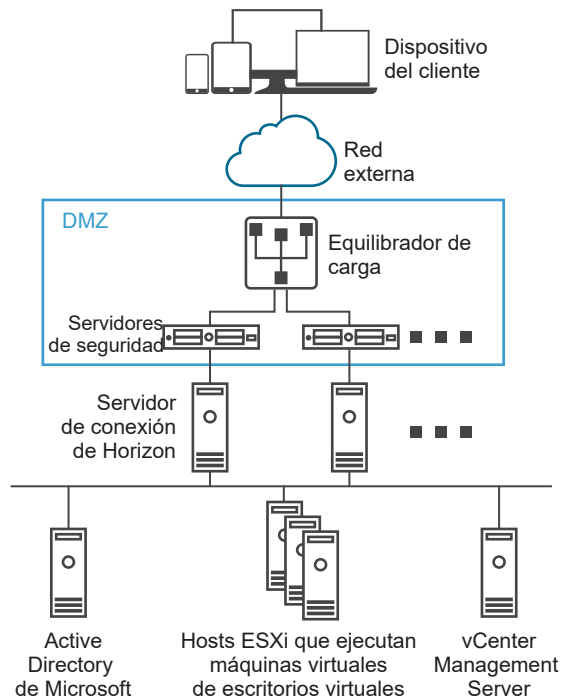 Dispositivo
del cliente
Red
externa
DMZ
Equilibrador de
carga
Servidores
de seguridad
Servidor
de conexión
de Horizon
Active
Directory
de Microsoft
Hosts ESXi que ejecutan
máquinas virtuales
de escritorios virtuales
vCenter
Management
Server